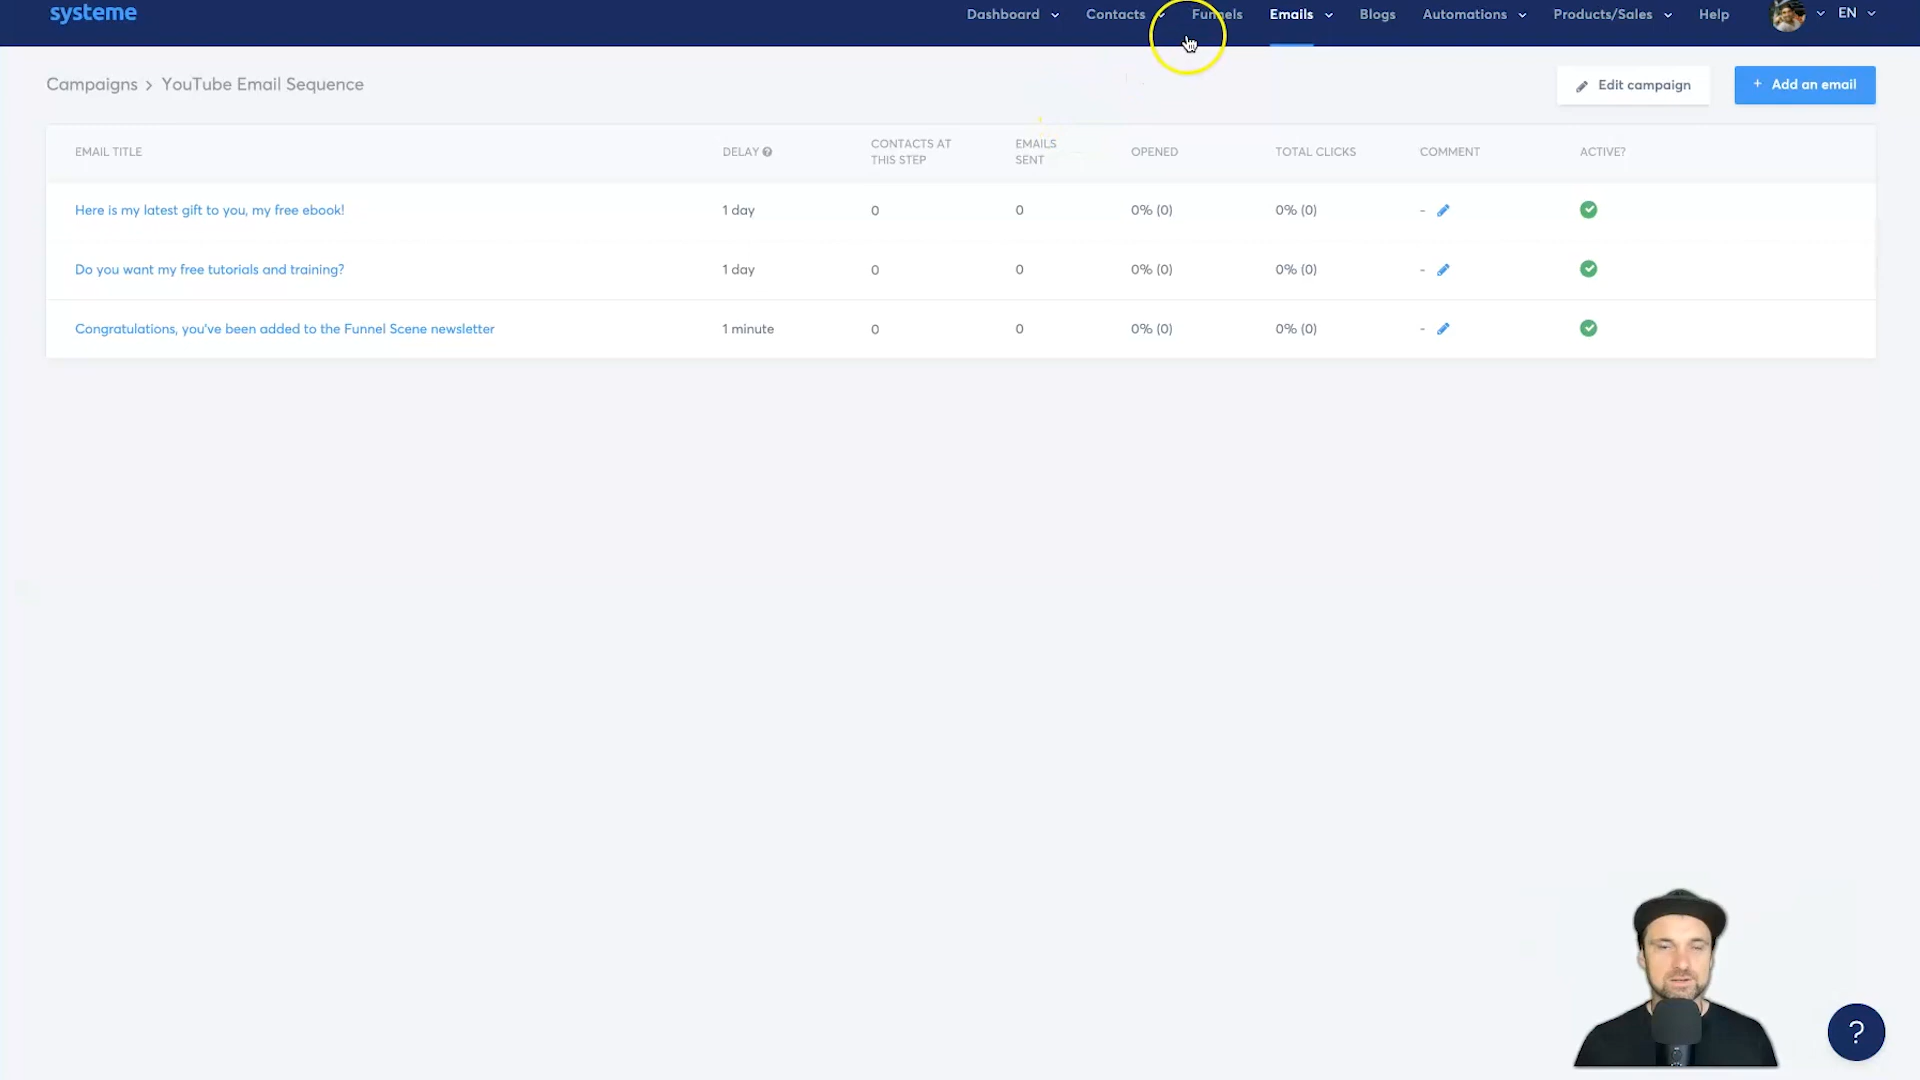 systeme
Dashboard Contacts Funnels Emails Blogs Automations Products/Sales Help EN
Campaigns > YouTube Email Sequence
Edit campaign
+ Add an email
EMAIL TITLE DELAY ? CONTACTS AT THIS STEP EMAILS SENT OPENED TOTAL CLICKS COMMENT ACTIVE?
Here is my latest gift to you, my free ebook! 1 day 0 0 0% (0) 0% (0) -
Do you want my free tutorials and training? 1 day 0 0 0% (0) 0% (0) -
Congratulations, you've been added to the Funnel Scene newsletter 1 minute 0 0 0% (0) 0% (0) -
?